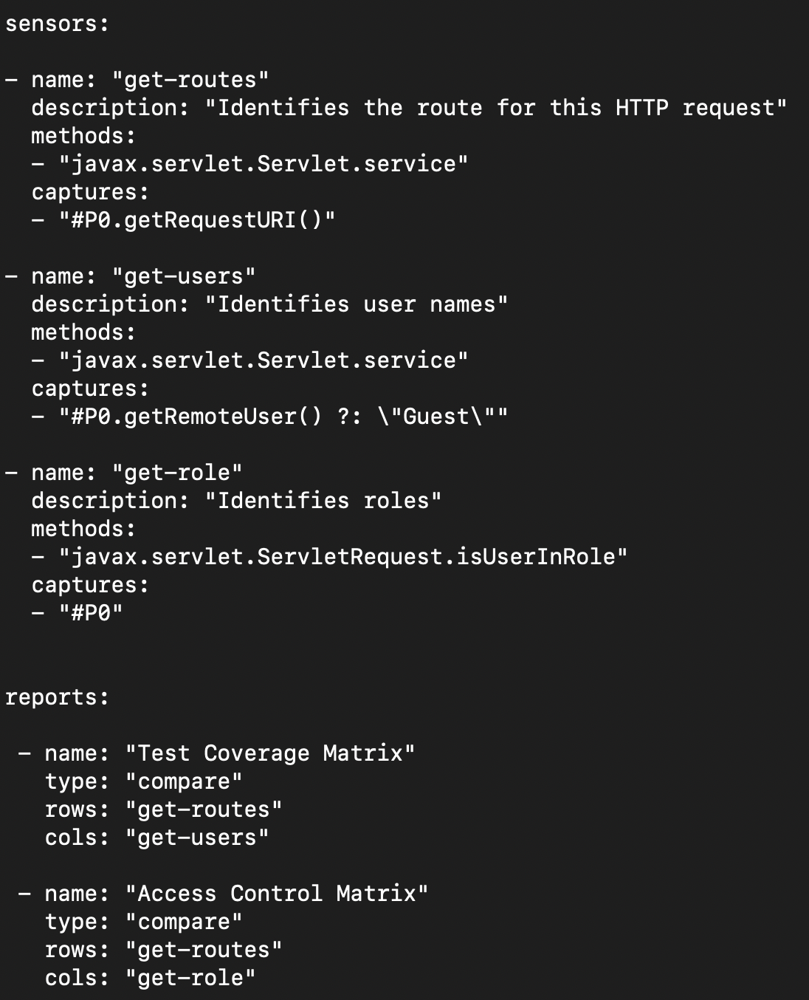 sensors:

- name: "get-routes"
  description: "Identifies the route for this HTTP request"
  methods:
  - "javax.servlet.Servlet.service"
  captures:
  - "#P0.getRequestURI()"

- name: "get-users"
  description: "Identifies user names"
  methods:
  - "javax.servlet.Servlet.service"
  captures:
  - "#P0.getRemoteUser() ?: \"Guest\""

- name: "get-role"
  description: "Identifies roles"
  methods:
  - "javax.servlet.ServletRequest.isUserInRole"
  captures:
  - "#P0"


reports:

 - name: "Test Coverage Matrix"
   type: "compare"
   rows: "get-routes"
   cols: "get-users"

 - name: "Access Control Matrix"
   type: "compare"
   rows: "get-routes"
   cols: "get-role"